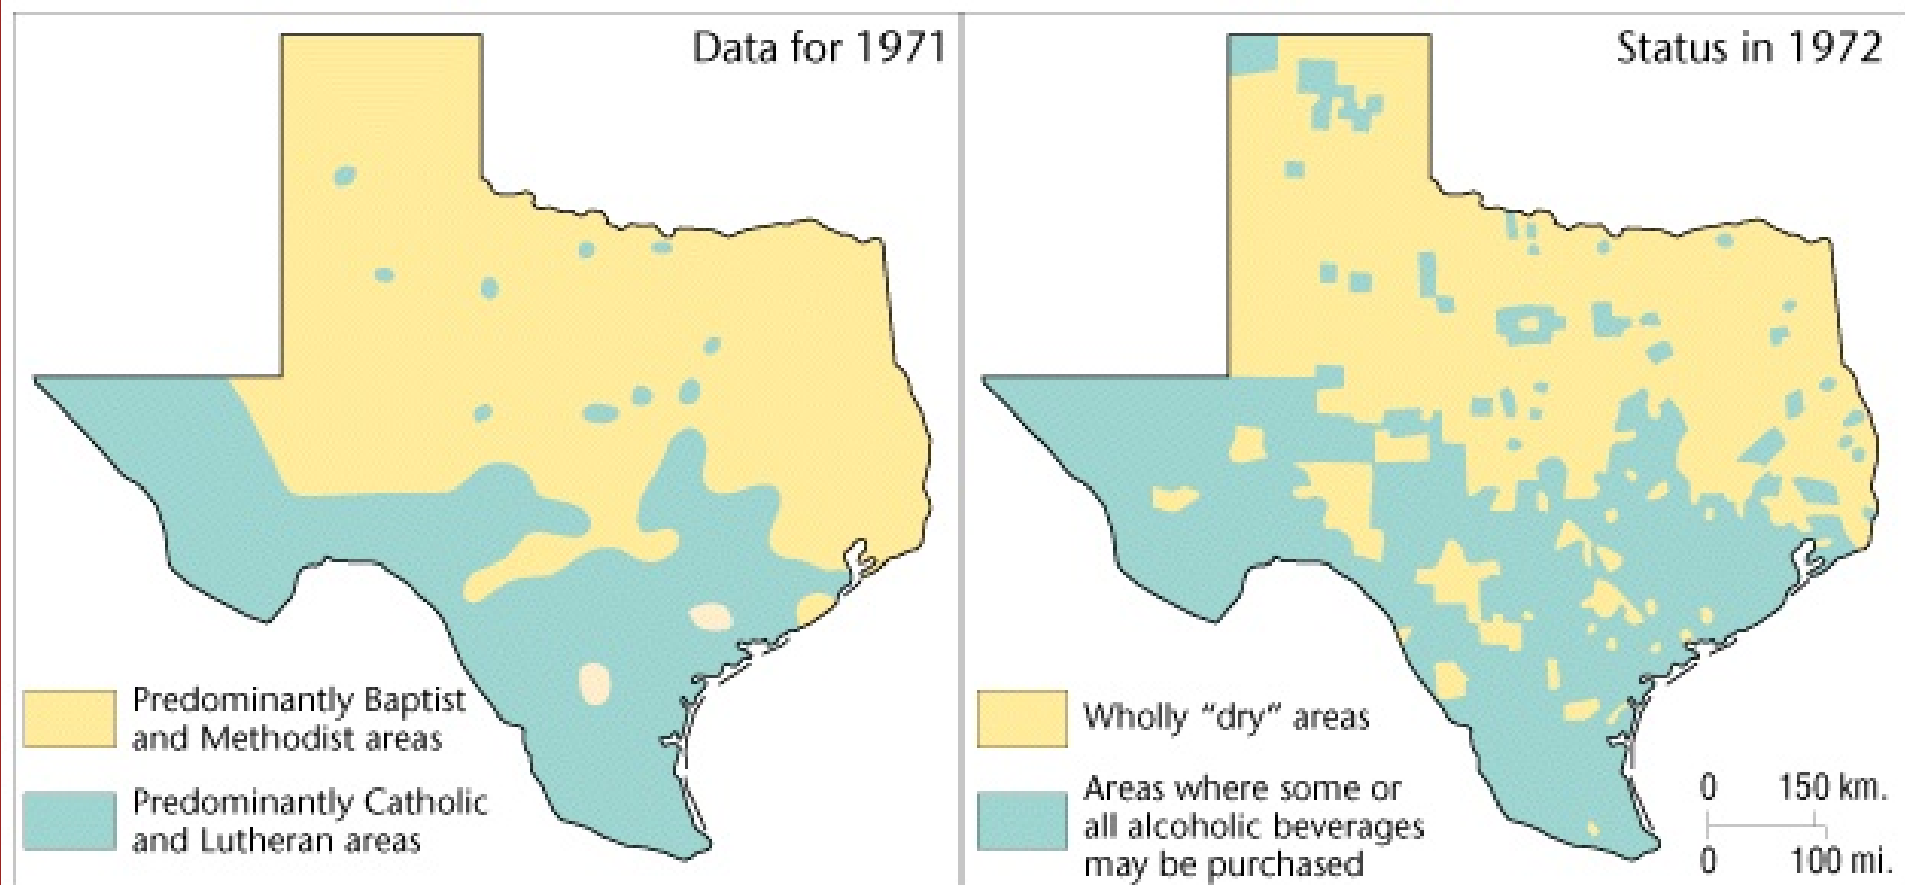 Data for 1971
Predominantly Baptist
and Methodist areas
Predominantly Catholic
and Lutheran areas
Status in 1972
Wholly “dry” areas
Areas where some or
all alcoholic beverages
may be purchased
0 150 km.
0 100 mi.